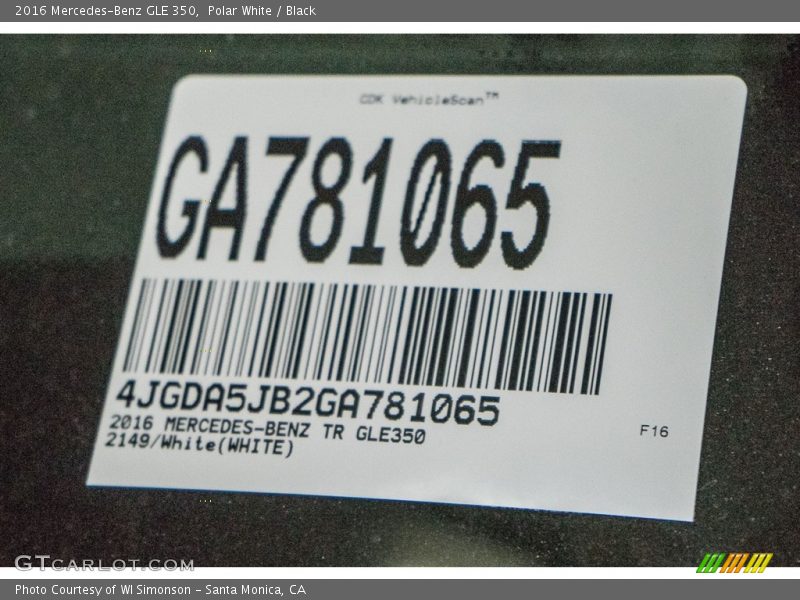 2016 Mercedes-Benz GLE 350, Polar White / Black
CDK VehicleScan™
GA781065
4JGDA5JB2GA781065
2016 MERCEDES-BENZ TR GLE350
2149/White(WHITE)
F16
GTCARLOT.COM
Photo Courtesy of WI Simonson - Santa Monica, CA